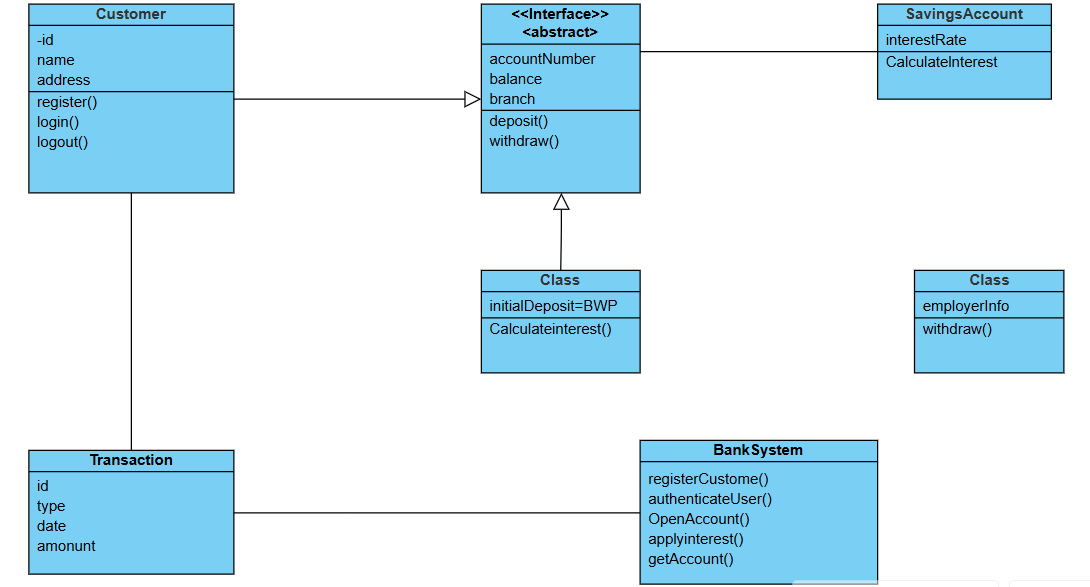 Customer
-id
name
address
register()
login()
logout()
<<Interface>>
<abstract>
accountNumber
balance
branch
deposit()
withdraw()
SavingsAccount
interestRate
CalculateInterest
Class
initialDeposit=BWP
Calculateinterest()
Class
employerInfo
withdraw()
Transaction
id
type
date
amonunt
BankSystem
registerCustome()
authenticateUser()
OpenAccount()
applyinterest()
getAccount()